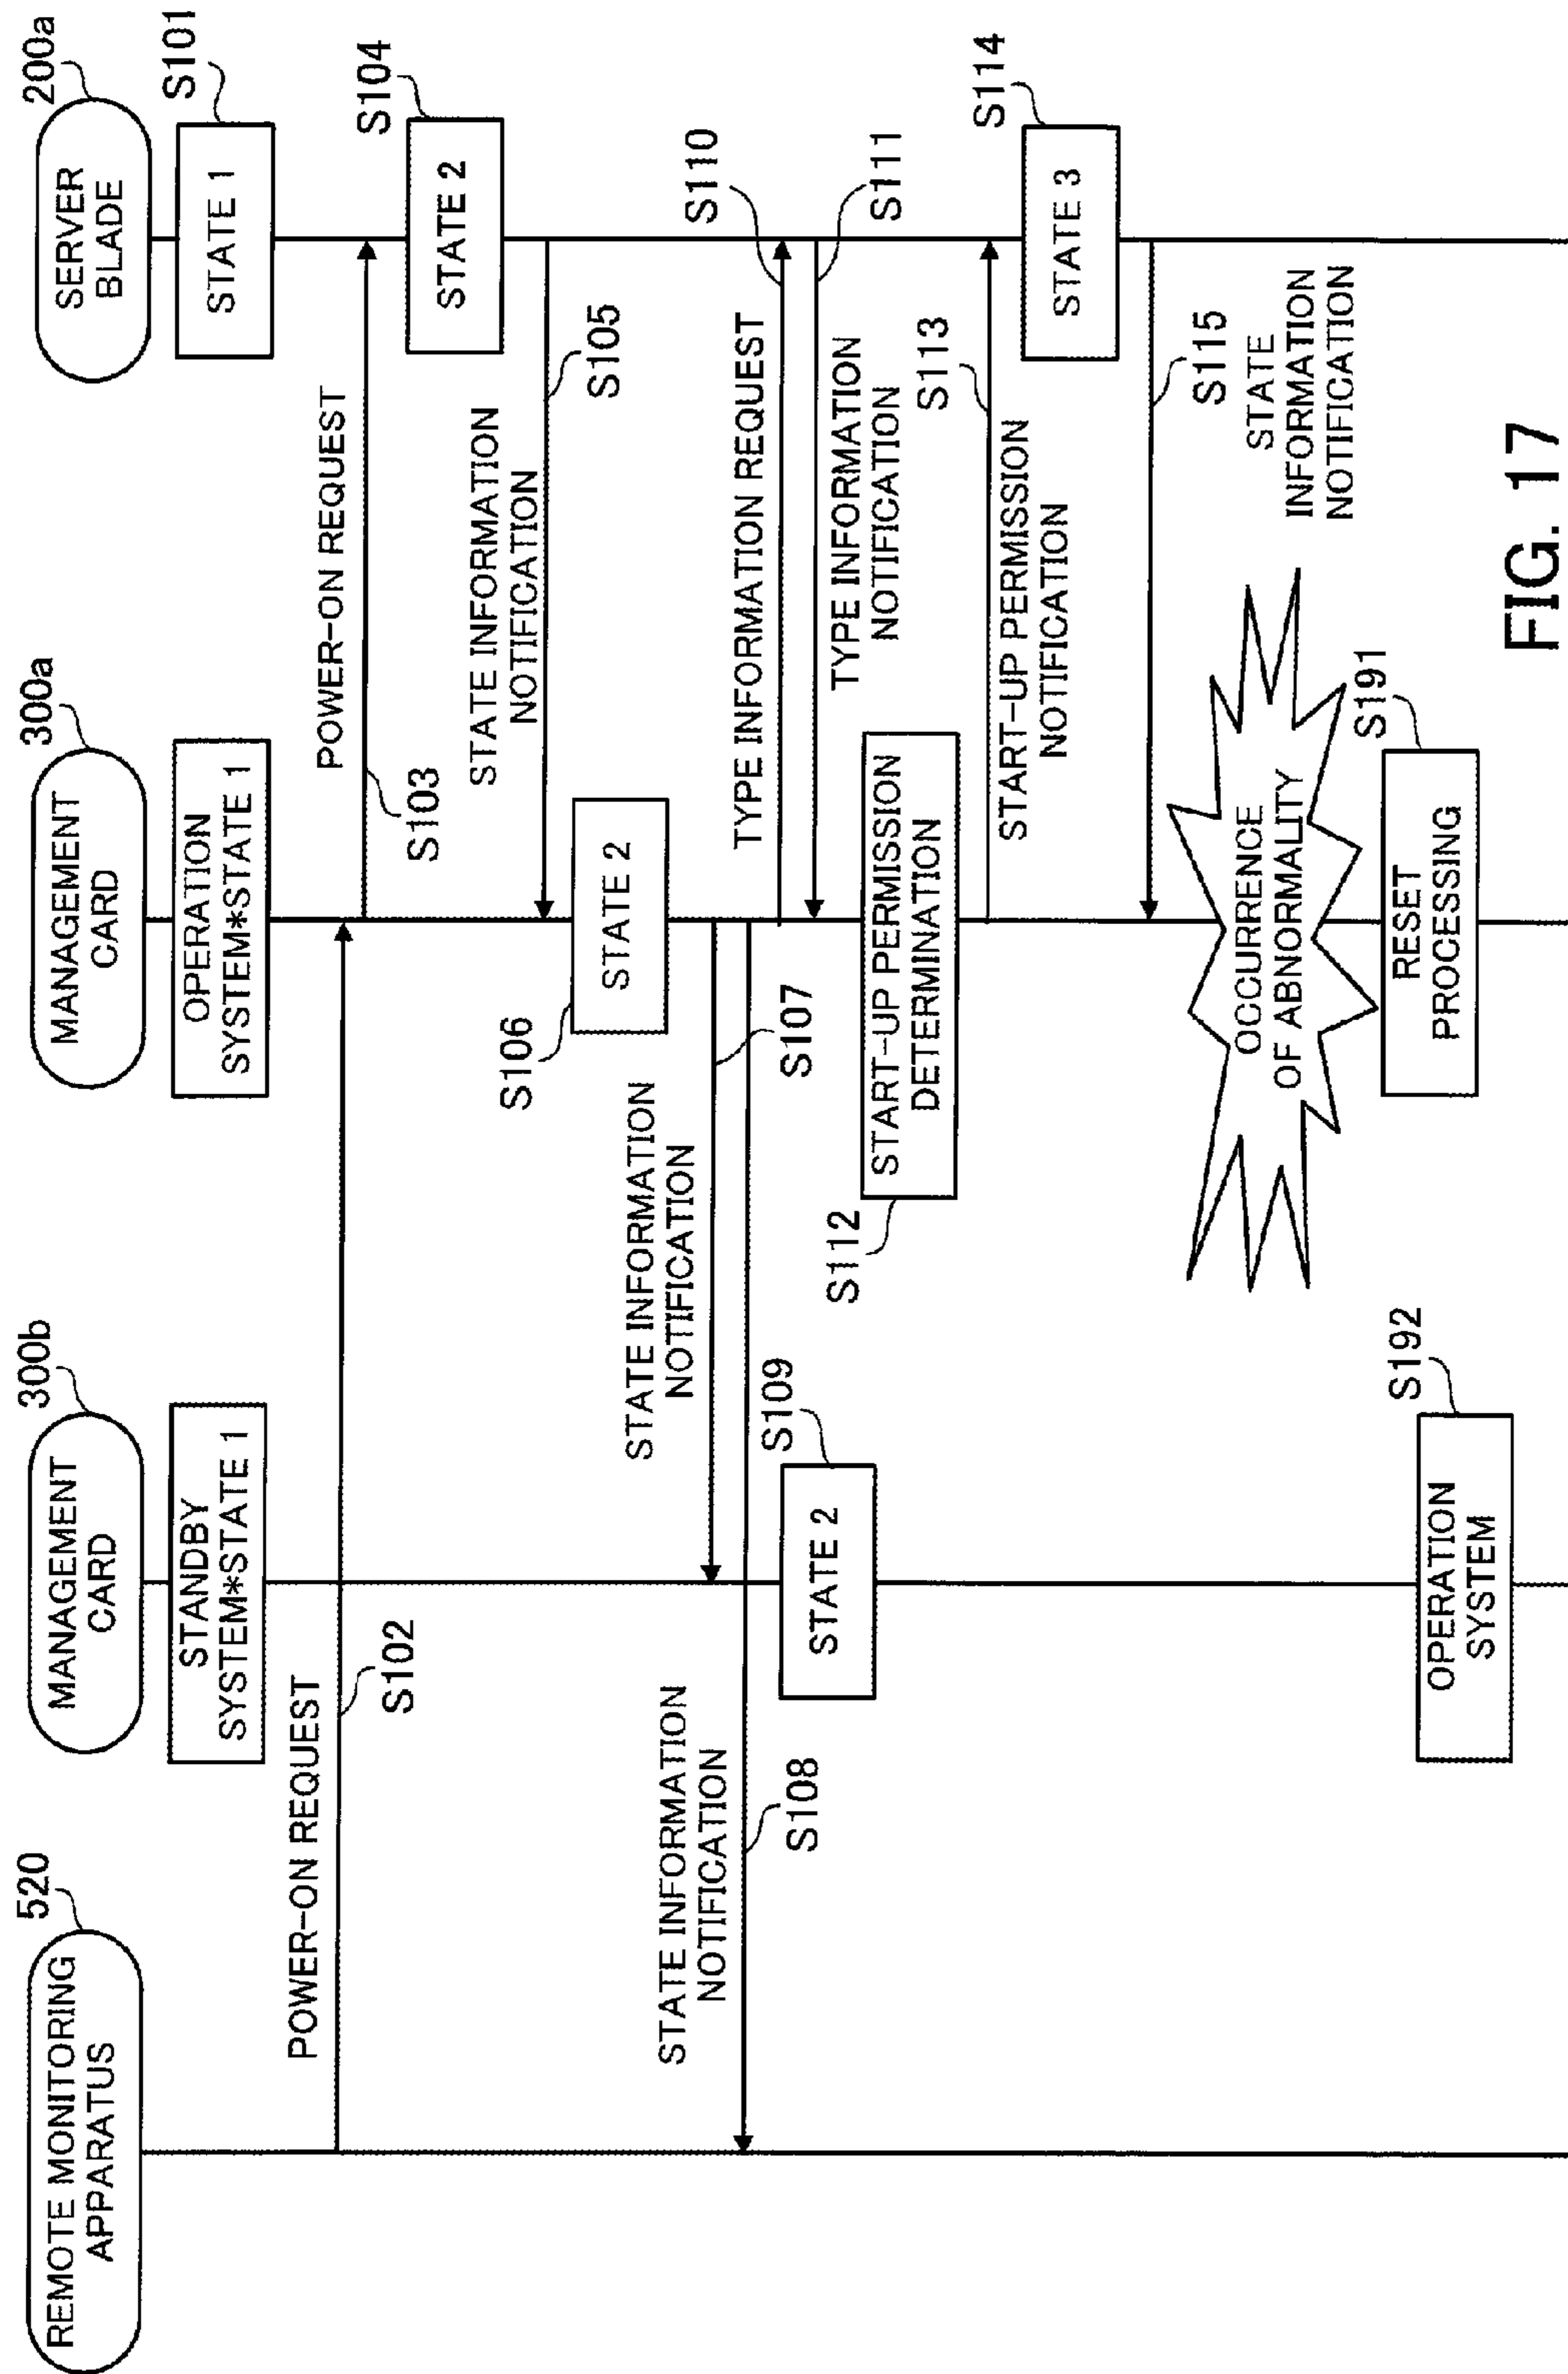 REMOTE MONITORING
APPARATUS
520
MANAGEMENT
CARD
300b
MANAGEMENT
CARD
300a
SERVER
BLADE
200a
STANDBY
SYSTEM*STATE 1
OPERATION
SYSTEM*STATE 1
STATE 1
S101
POWER-ON REQUEST
S102
POWER-ON REQUEST
S103
STATE 2
S104
STATE INFORMATION
NOTIFICATION
S105
S106
STATE 2
STATE INFORMATION
NOTIFICATION
S107
STATE INFORMATION
NOTIFICATION
S108
STATE 2
S109
TYPE INFORMATION REQUEST
S110
TYPE INFORMATION
NOTIFICATION
S111
S112
START-UP PERMISSION
DETERMINATION
S113
START-UP PERMISSION
NOTIFICATION
STATE 3
S114
S115
STATE
INFORMATION
NOTIFICATION
OCCURRENCE
OF ABNORMALITY
RESET
PROCESSING
S191
OPERATION
SYSTEM
S192
FIG. 17